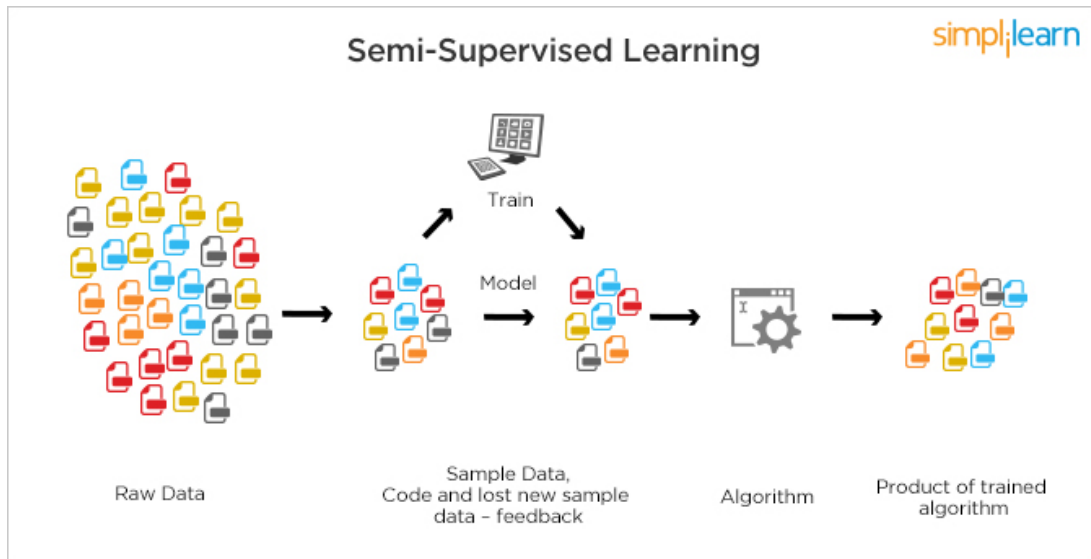 simplilearn
Semi-Supervised Learning
Train
Model
Raw Data
Sample Data,
Code and lost new sample
data – feedback
Algorithm
Product of trained
algorithm